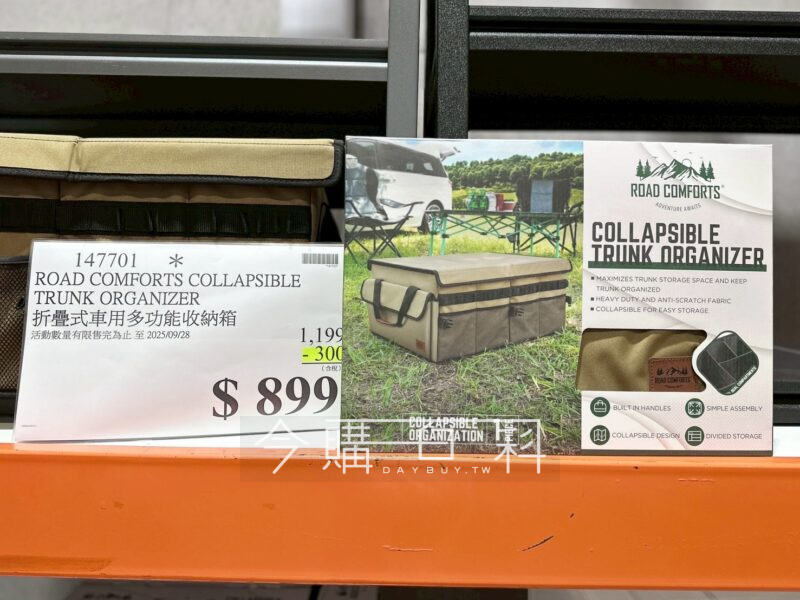 147701 *
ROAD COMFORTS COLLAPSIBLE
TRUNK ORGANIZER
折疊式車用多功能收納箱
活動數量有限售完為止 至 2025/09/28
1,199
- 300
(含稅)
$ 899
ROAD COMFORTS
ADVENTURE AWAITS
COLLAPSIBLE
TRUNK ORGANIZER
MAXIMIZES TRUNK STORAGE SPACE AND KEEP
TRUNK ORGANIZED
HEAVY DUTY AND ANTI-SCRATCH FABRIC
COLLAPSIBLE FOR EASY STORAGE
ROAD COMFORTS
BUILT IN HANDLES
SIMPLE ASSEMBLY
COLLAPSIBLE DESIGN
DIVIDED STORAGE
COLLAPSIBLE
ORGANIZATION
PIECE
今購百科
DAYBUY.TW